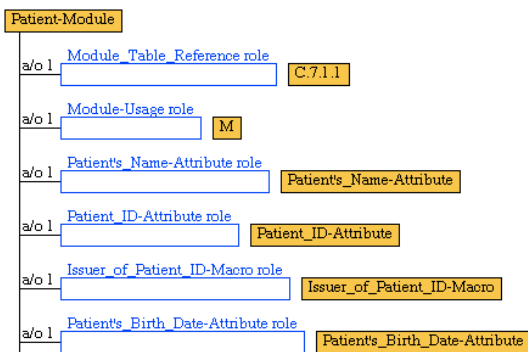 Patient-Module
a/o 1 Module_Table_Reference role
C.7.1.1
a/o 1 Module-Usage role
M
a/o 1 Patient's_Name-Attribute role
Patient's_Name-Attribute
a/o 1 Patient_ID-Attribute role
Patient_ID-Attribute
a/o 1 Issuer_of_Patient_ID-Macro role
Issuer_of_Patient_ID-Macro
a/o 1 Patient's_Birth_Date-Attribute role
Patient's_Birth_Date-Attribute